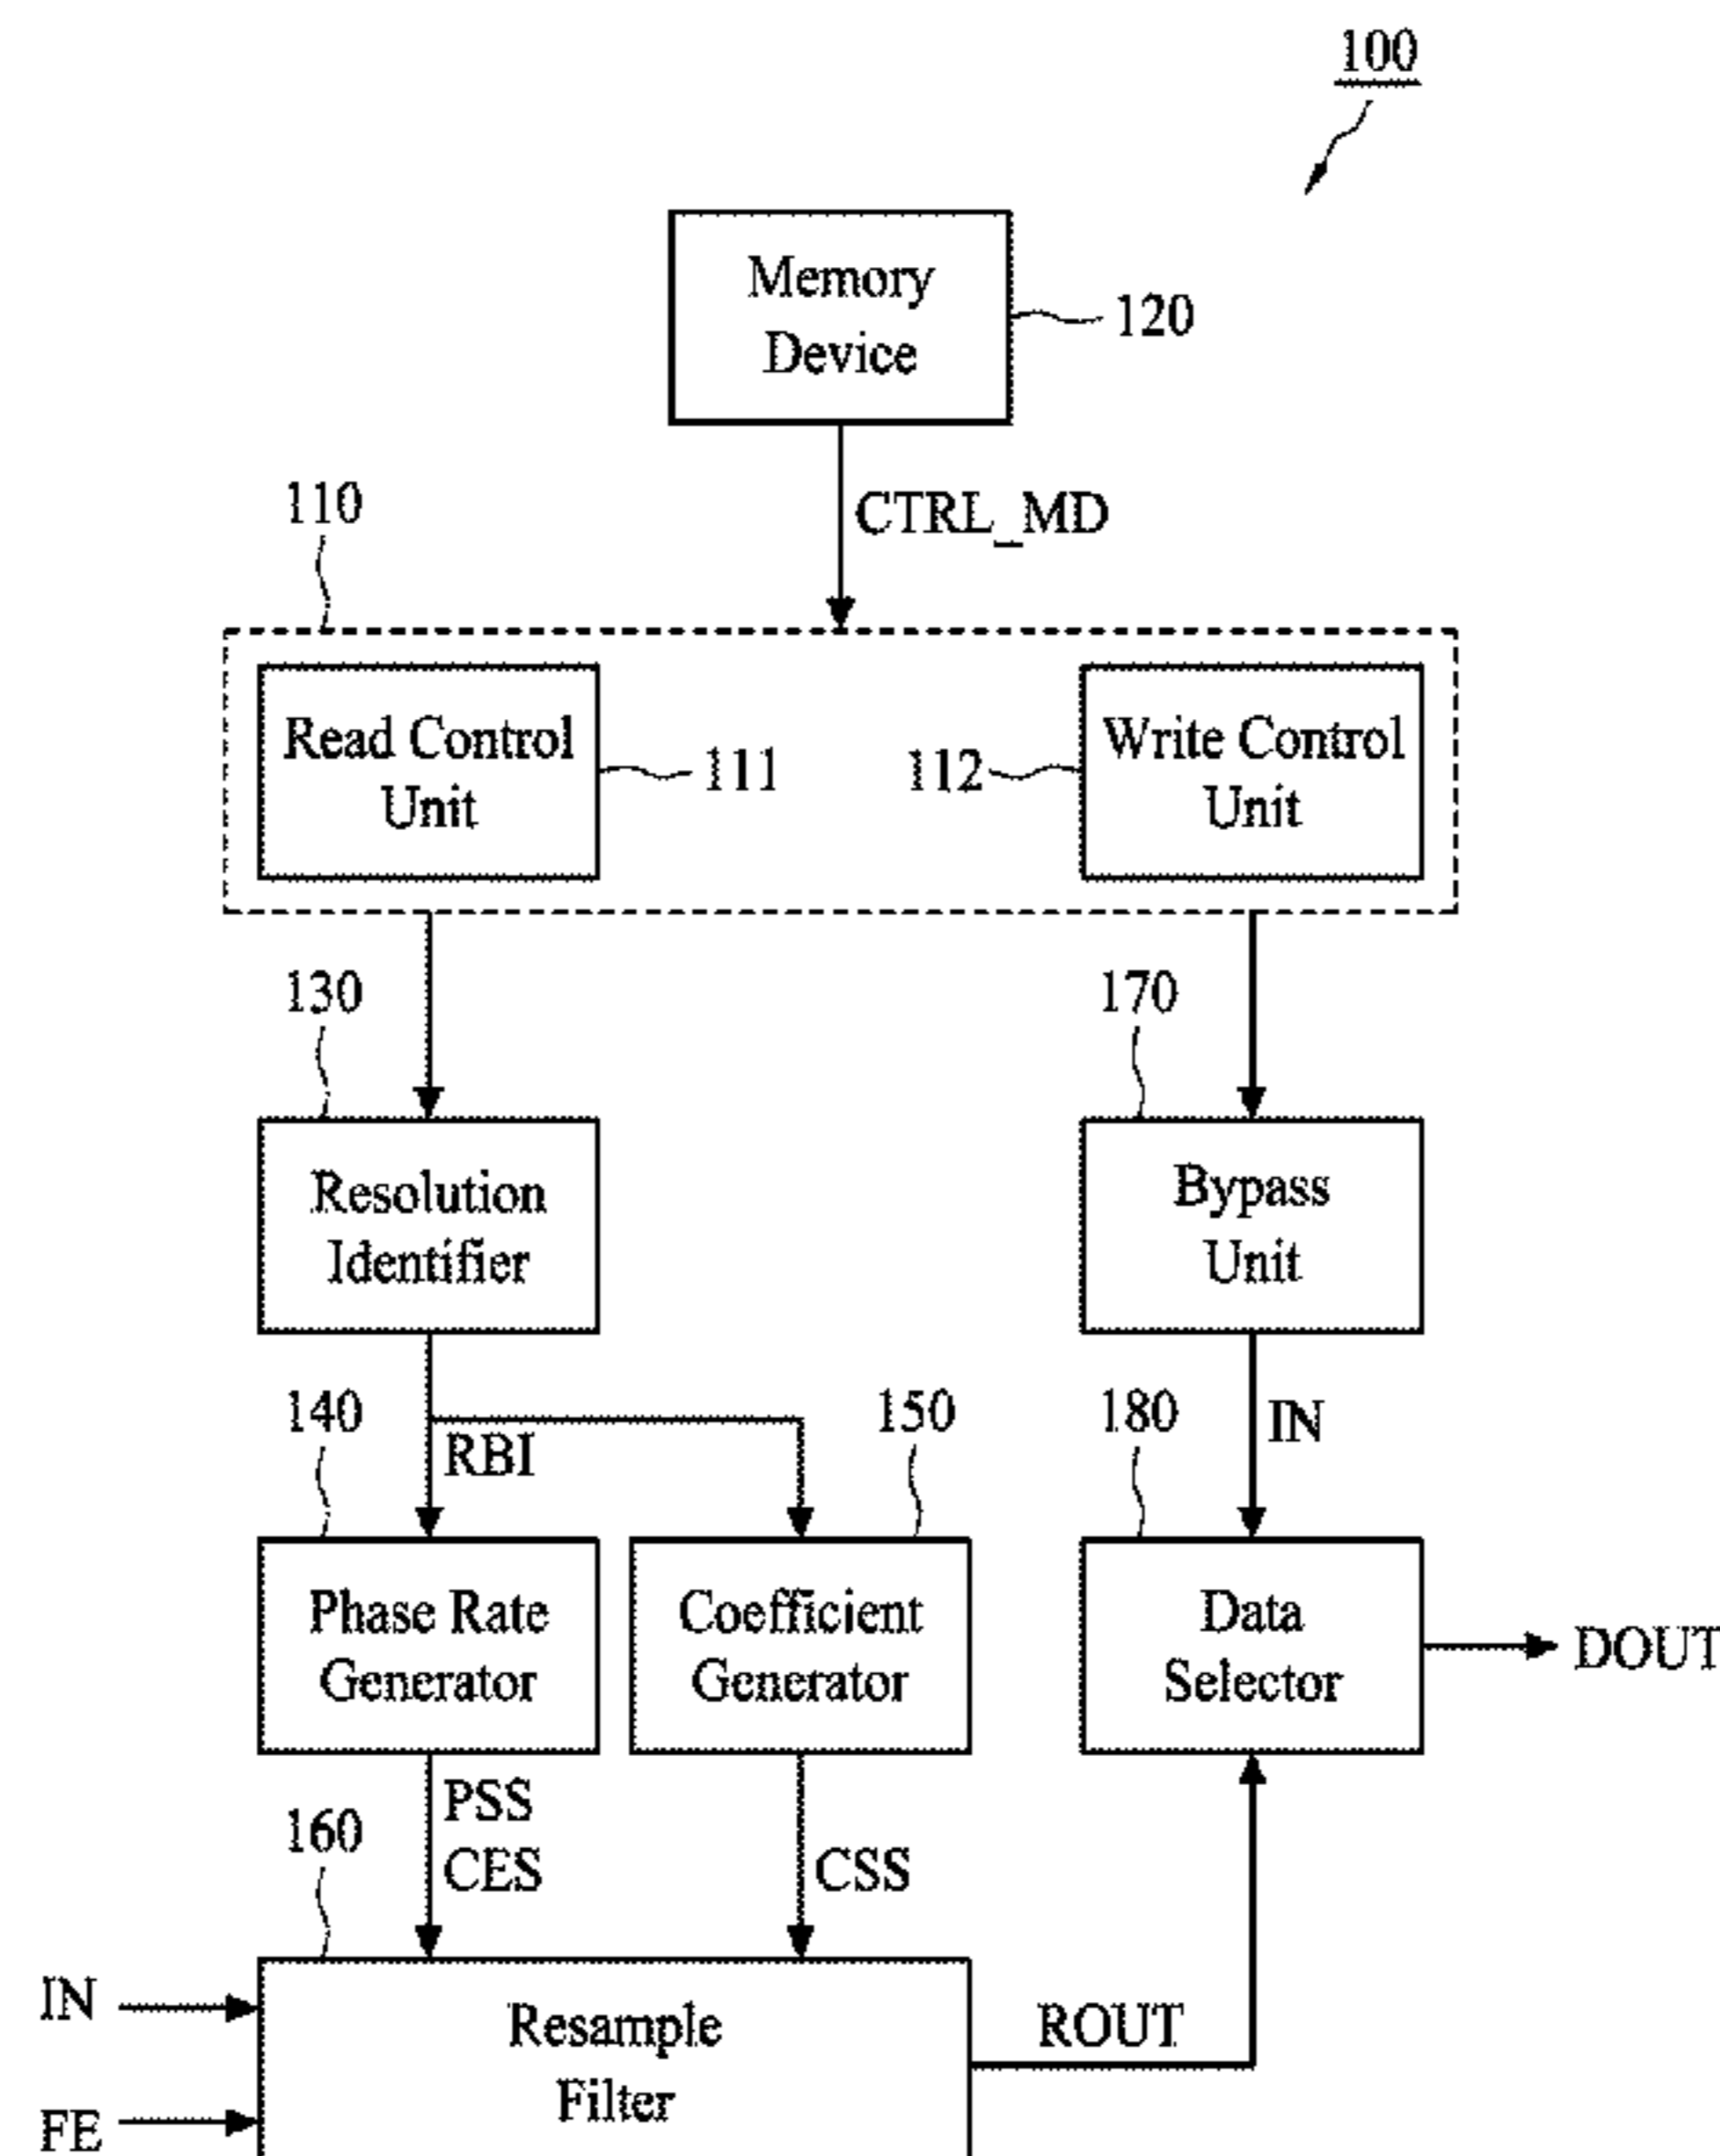 100
Memory
Device
120
CTRL_MD
110
Read Control
Unit
111
112
Write Control
Unit
130
170
Resolution
Identifier
Bypass
Unit
140
RBI
150
180
IN
Phase Rate
Generator
Coefficient
Generator
Data
Selector
DOUT
160
PSS
CES
CSS
IN
FE
Resample
Filter
ROUT